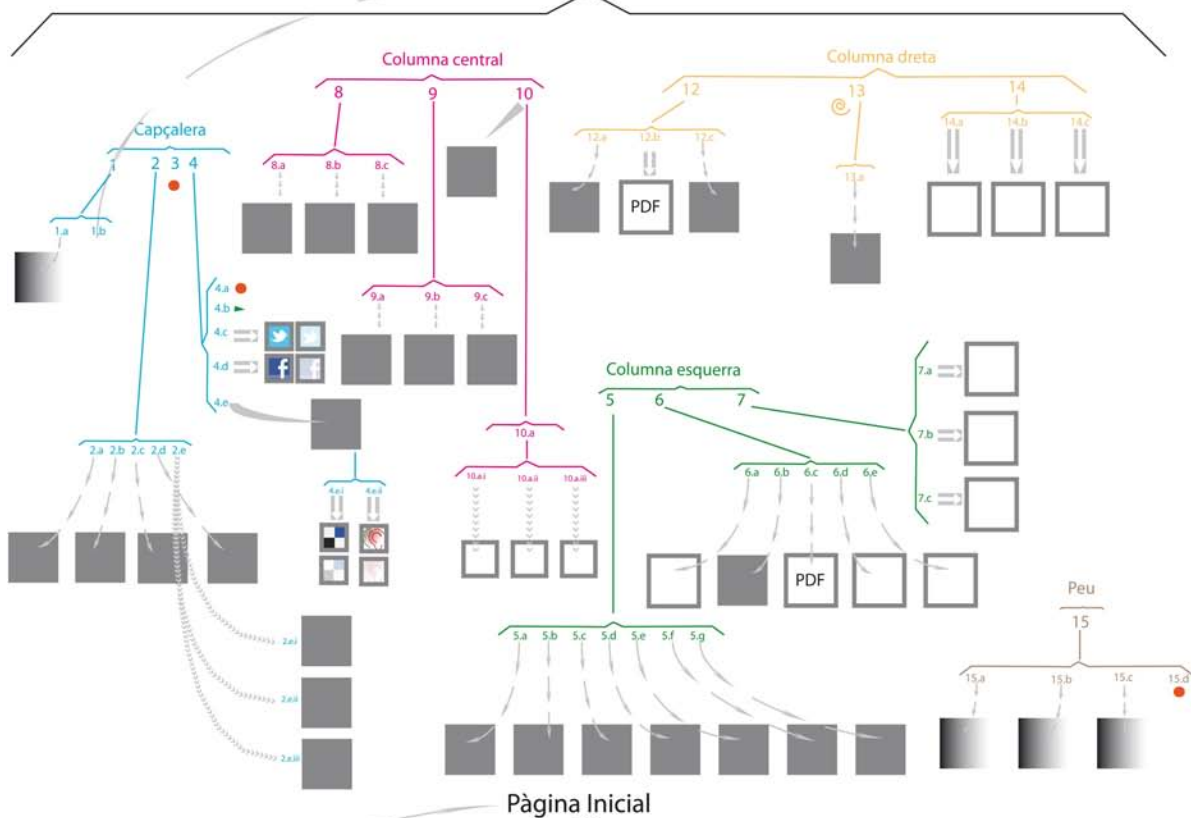 Columna central
8 9 10
Columna dreta
12 13 14
Capçalera
1 2 3 4
1.a 1.b
8.a 8.b 8.c
12.a 12.b 12.c
PDF
13.a
14.a 14.b 14.c
4.a
4.b
4.c
4.d
4.e
f f
9.a 9.b 9.c
2.a 2.b 2.c 2.d 2.e
4.e.i 4.e.ii
10.a
10.a.i 10.a.ii 10.a.iii
Columna esquerra
5 6 7
7.a
7.b
7.c
6.a 6.b 6.c 6.d 6.e
PDF
2.e.i
2.e.ii
2.e.iii
5.a 5.b 5.c 5.d 5.e 5.f 5.g
Peu
15
15.a 15.b 15.c 15.d
Pàgina Inicial